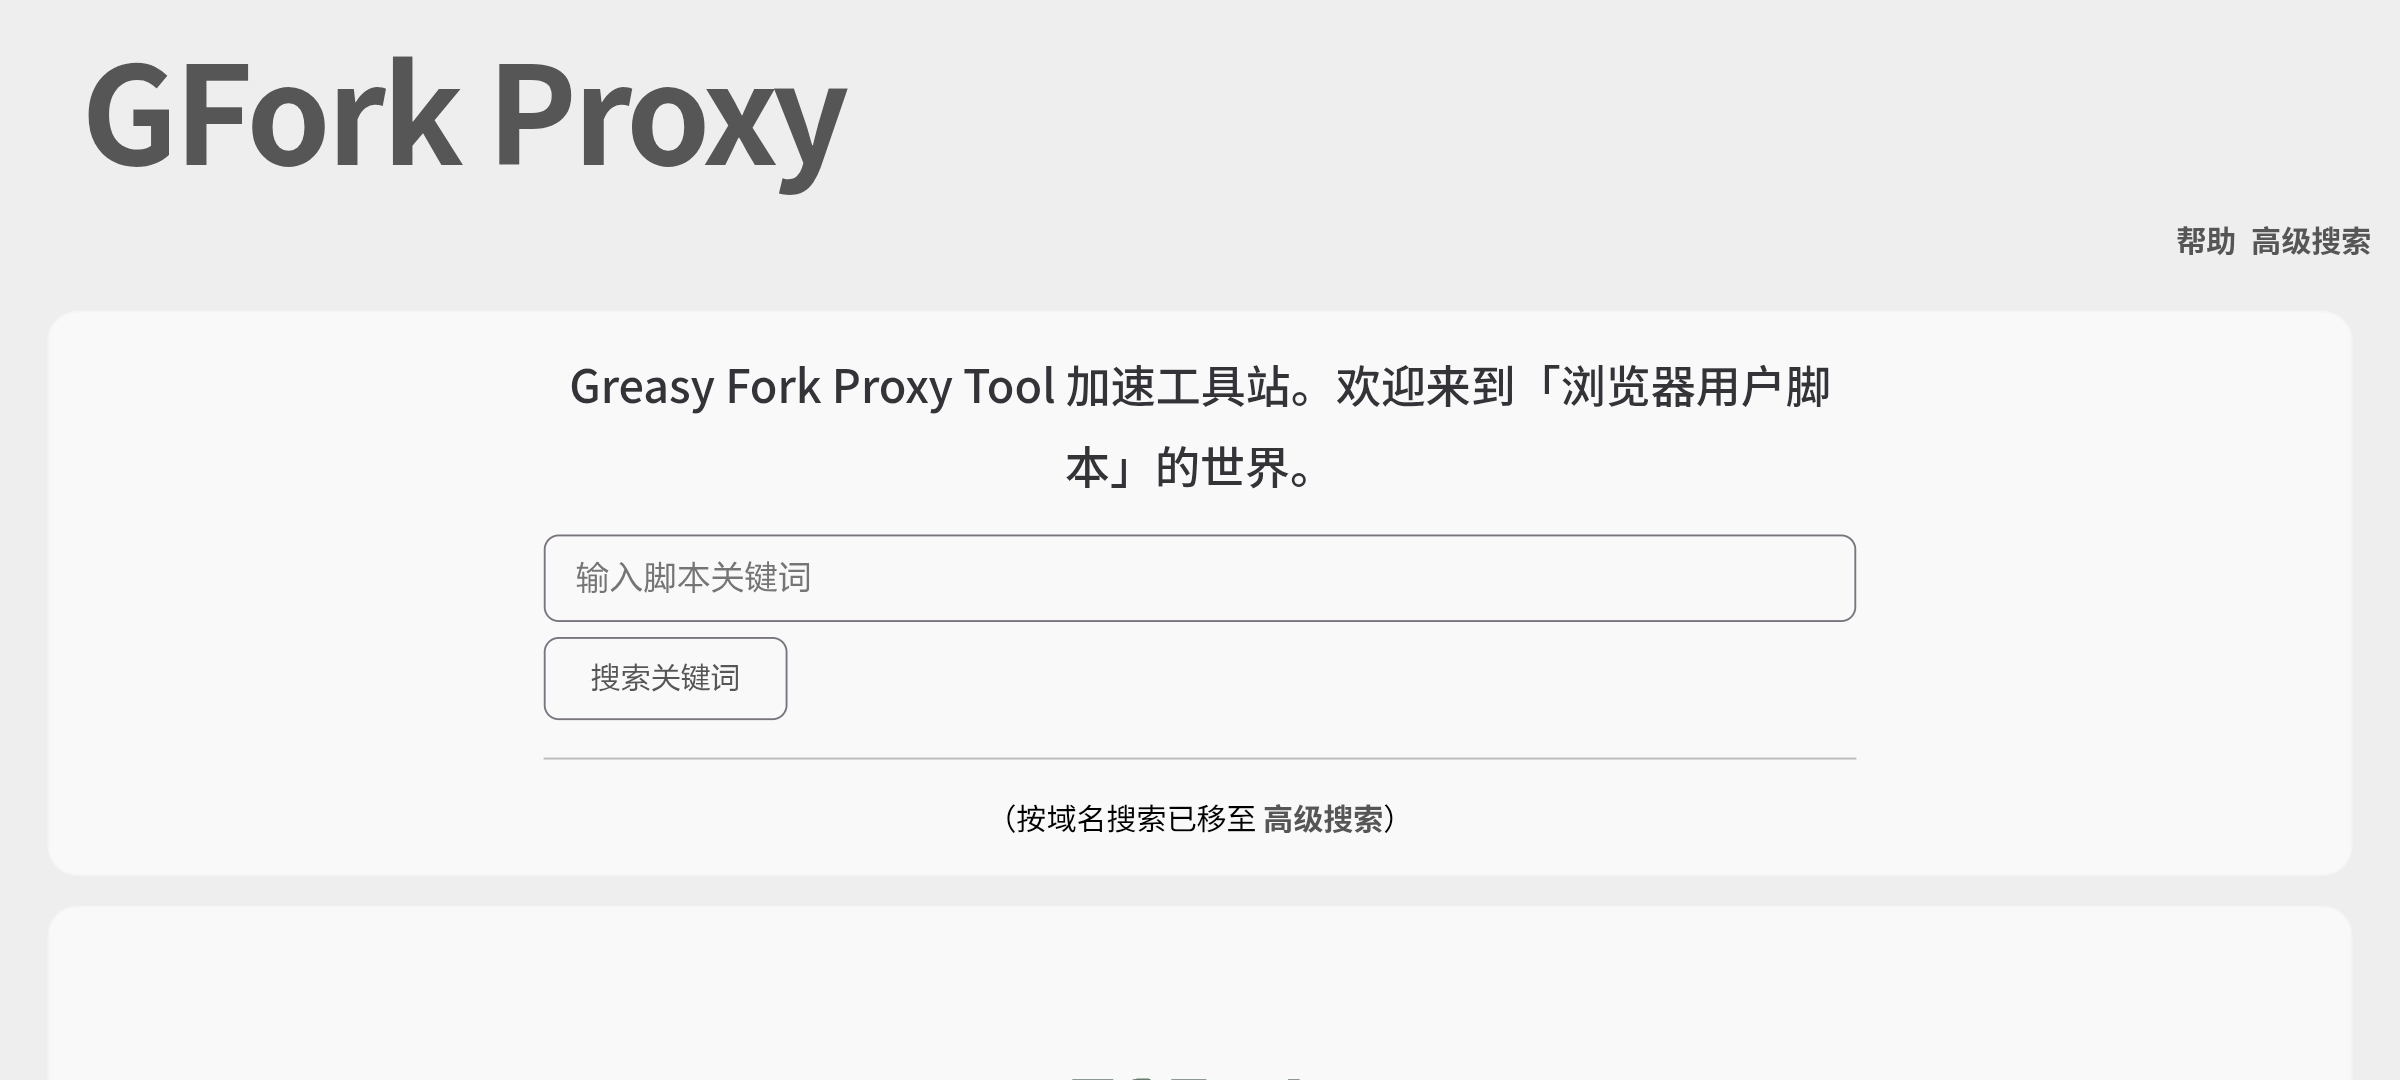 GFork Proxy
帮助 高级搜索
Greasy Fork Proxy Tool 加速工具站。欢迎来到「浏览器用户脚
本」的世界。
输入脚本关键词
搜索关键词
（按域名搜索已移至 高级搜索）